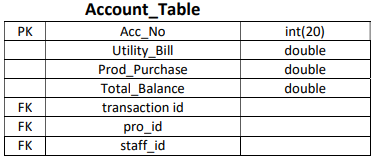 Account_Table
PK Acc_No int(20)
Utility_Bill double
Prod_Purchase double
Total_Balance double
FK transaction id
FK pro_id
FK staff_id